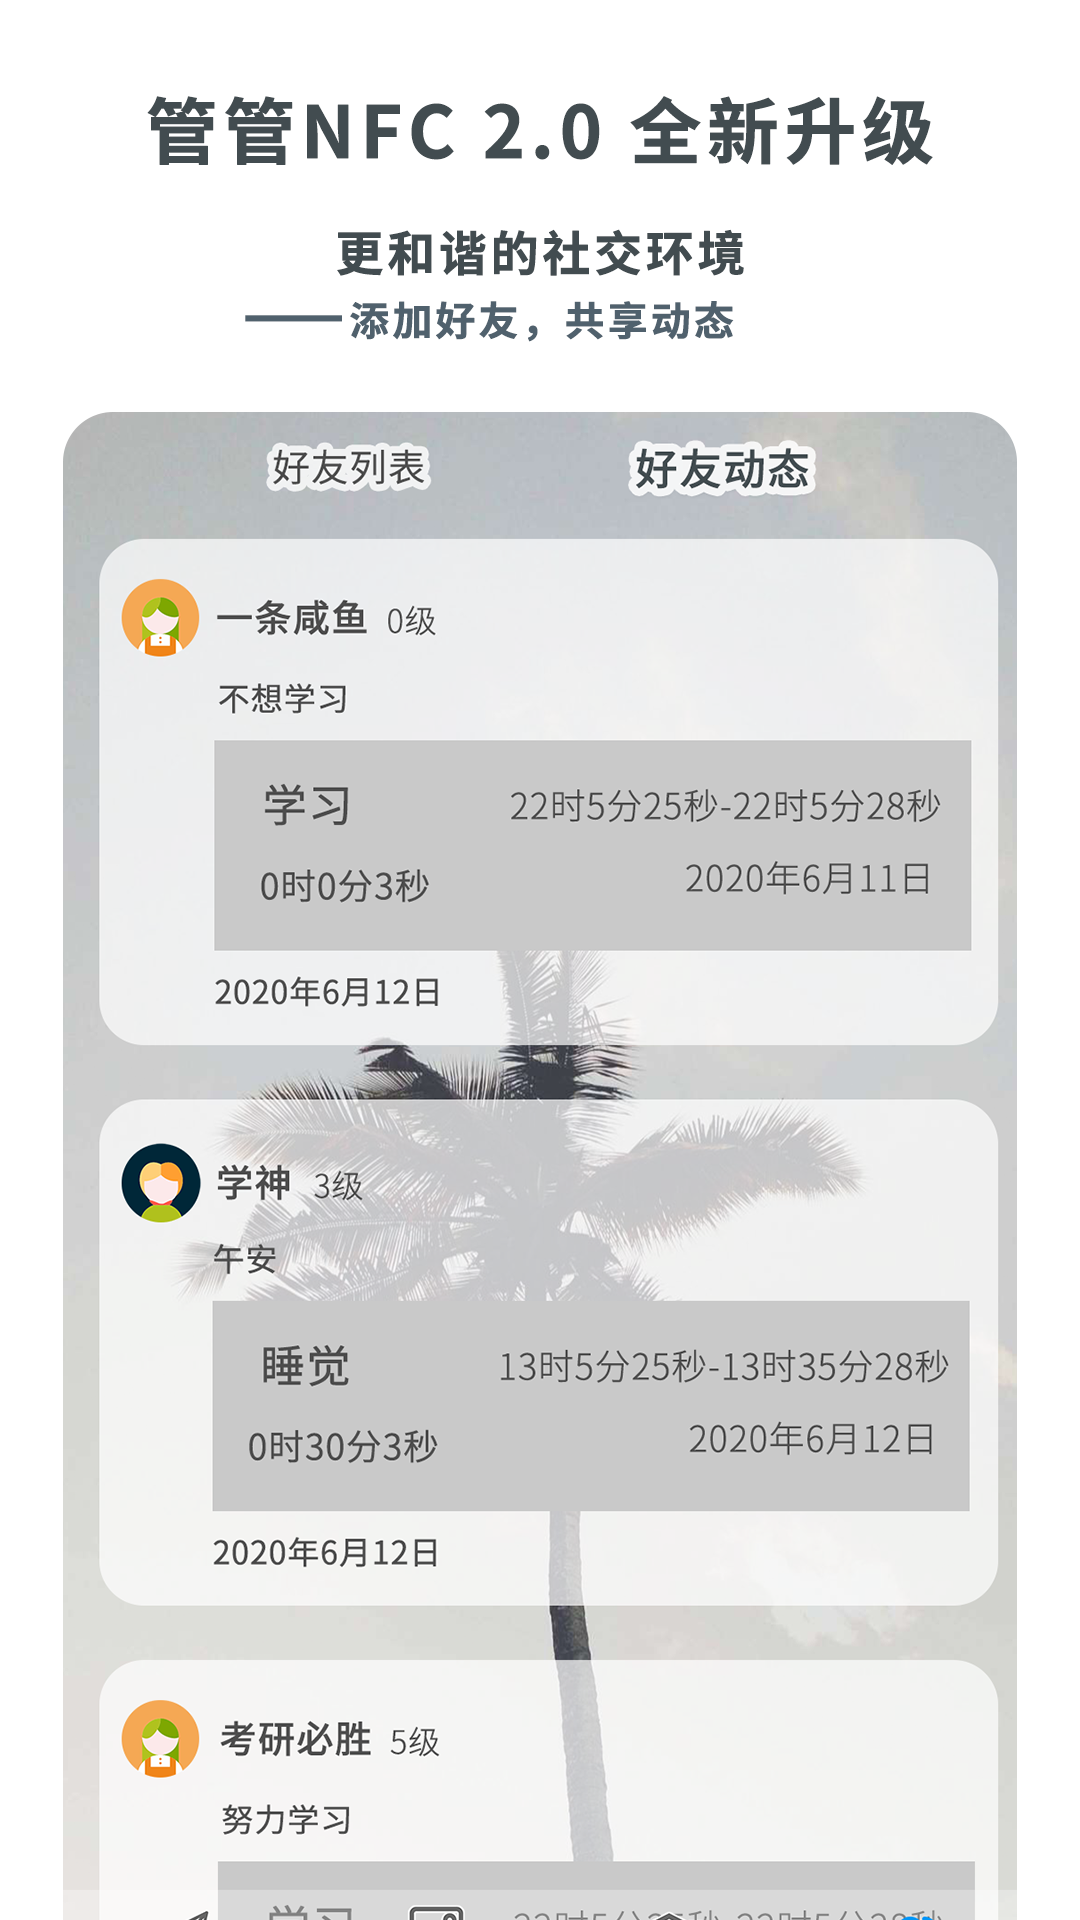 管管NFC 2.0 全新升级
更和谐的社交环境
——添加好友，共享动态
好友列表 好友动态
一条咸鱼 0级
不想学习
学习 22时5分25秒-22时5分28秒
0时0分3秒 2020年6月11日
2020年6月12日
学神 3级
午安
睡觉 13时5分25秒-13时35分28秒
0时30分3秒 2020年6月12日
2020年6月12日
考研必胜 5级
努力学习
学习